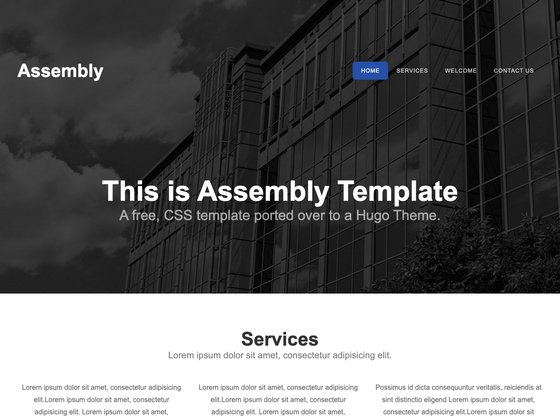 Assembly
HOME SERVICES WELCOME CONTACT US
This is Assembly Template
A free, CSS template ported over to a Hugo Theme.
Services
Lorem ipsum dolor sit amet, consectetur adipisicing elit.
Lorem ipsum dolor sit amet, consectetur adipisicing
elit.Lorem ipsum dolor sit amet, consectetur
adipisicing elit. Lorem ipsum dolor sit amet,
Lorem ipsum dolor sit amet, consectetur adipisicing
elit.Lorem ipsum dolor sit amet, consectetur
adipisicing elit. Lorem ipsum dolor sit amet,
Possimus id dicta consequuntur veritatis, reiciendis at
sint distinctio eligend Lorem ipsum dolor sit amet,
consectetur adipisicing elit.Lorem ipsum dolor sit